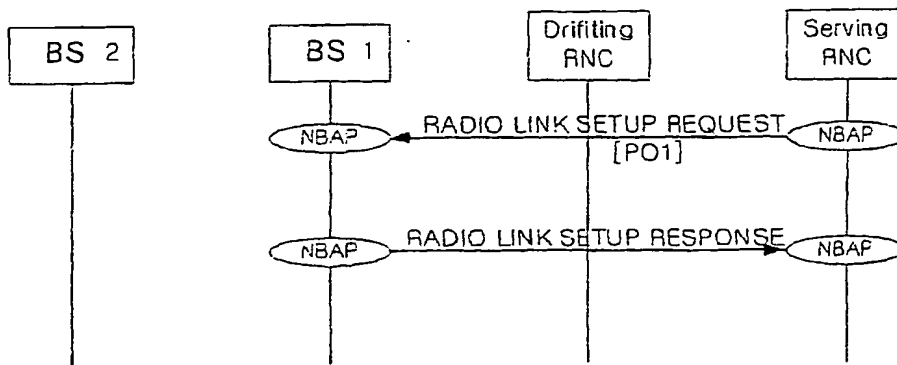 BS 2
BS 1
Drifiting
RNC
Serving
RNC
NBAP
RADIO LINK SETUP REQUEST
[PO1]
NBAP
NBAP
RADIO LINK SETUP RESPONSE
NBAP